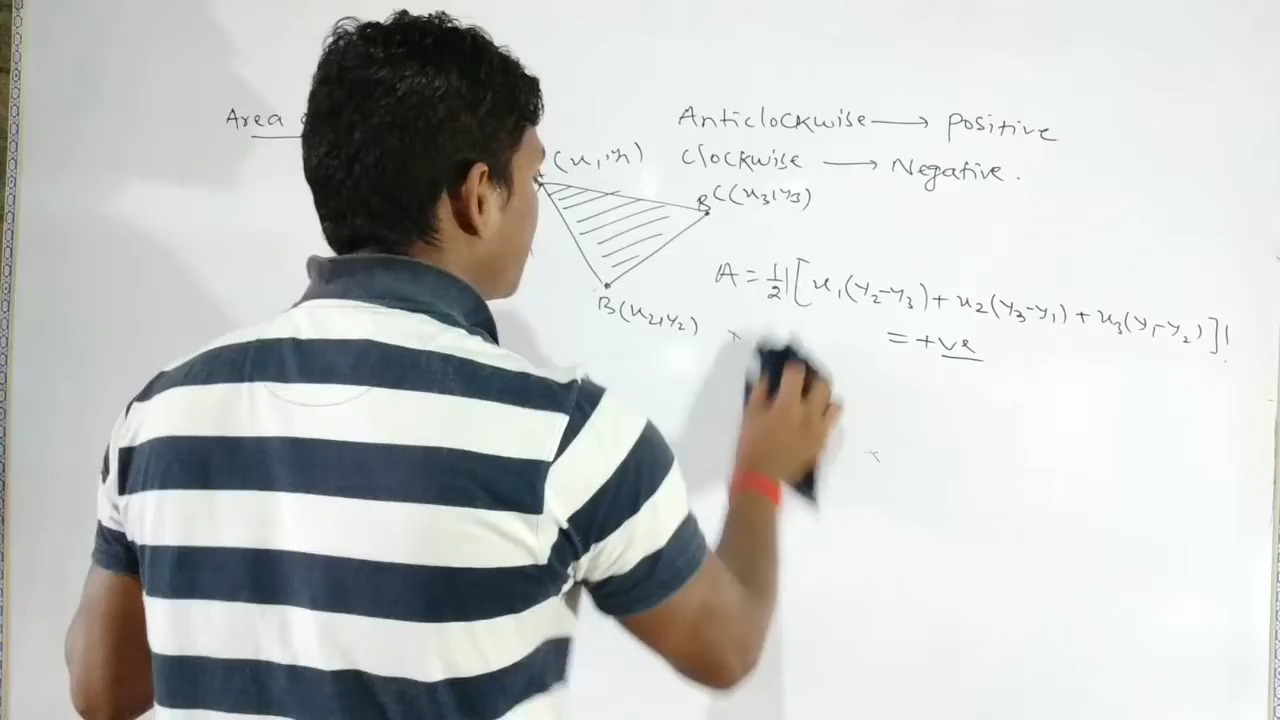 Area
Anticlockwise → positive
(x₁,y₁)
clockwise → Negative.
B C(x₃,y₃)
A = 1/2 |[x₁(y₂-y₃)+x₂(y₃-y₁)+x₃(y₁-y₂)]|
B(x₂,y₂)
= +ve